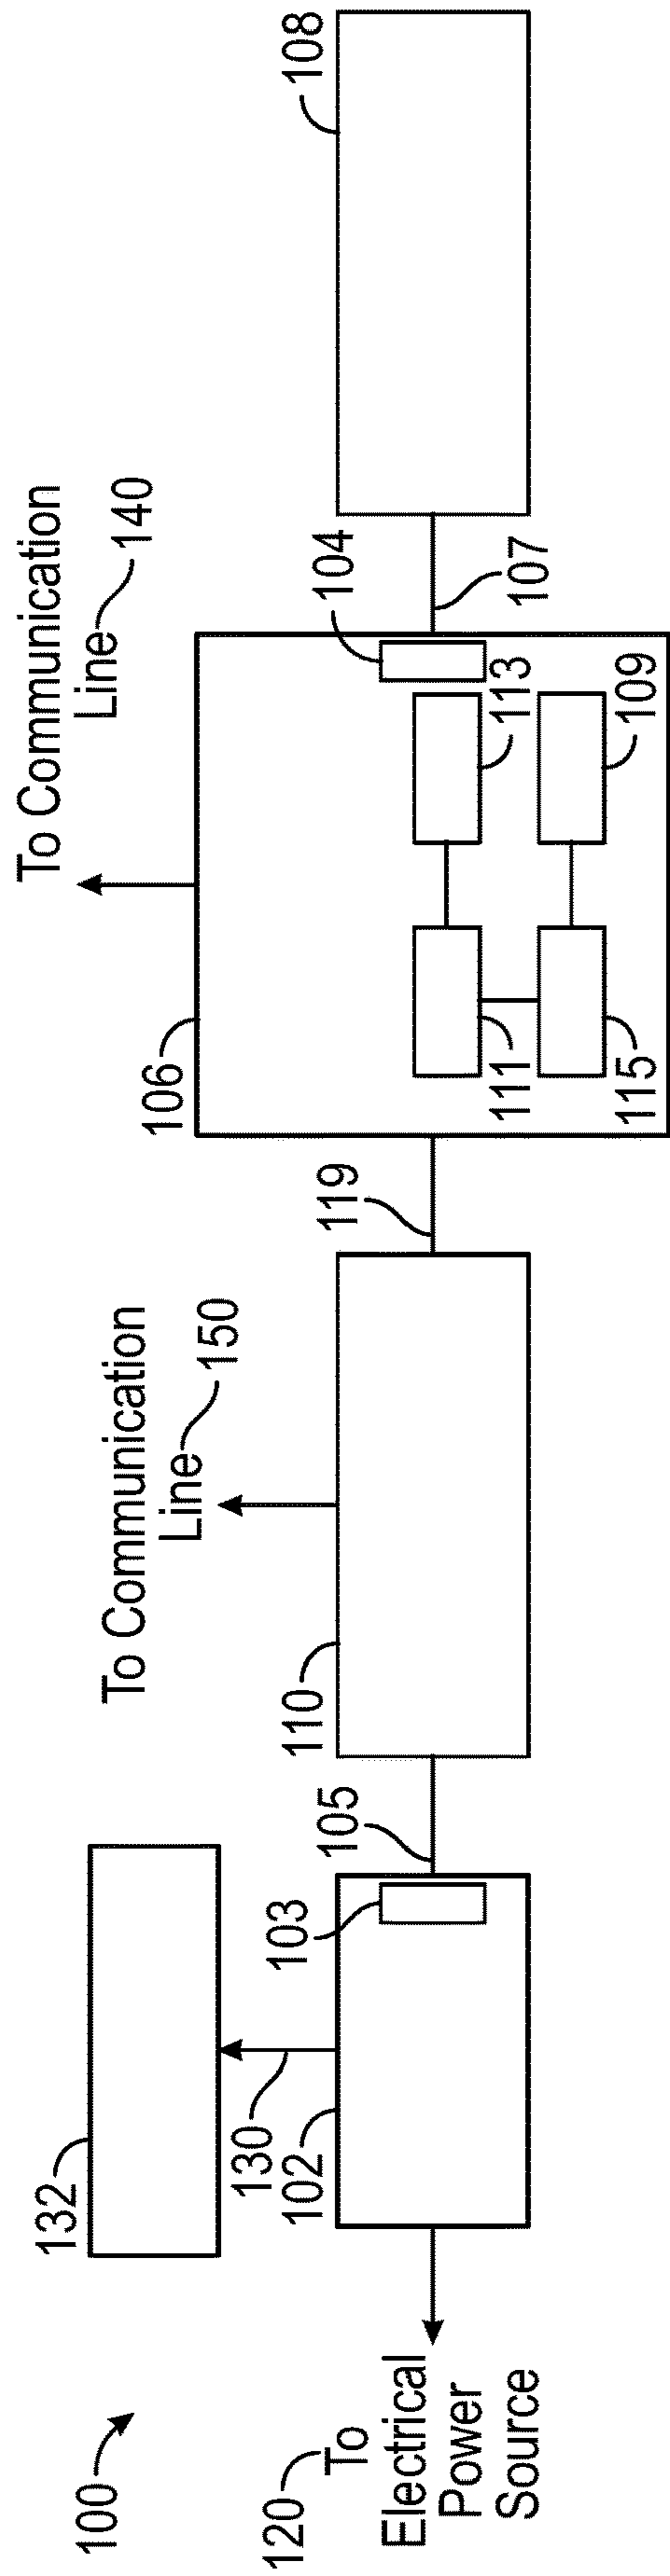 100
120
To
Electrical
Power
Source
132
130
102
103
105
110
To Communication
Line
150
119
106
To Communication
Line
140
111
115
113
109
104
107
108